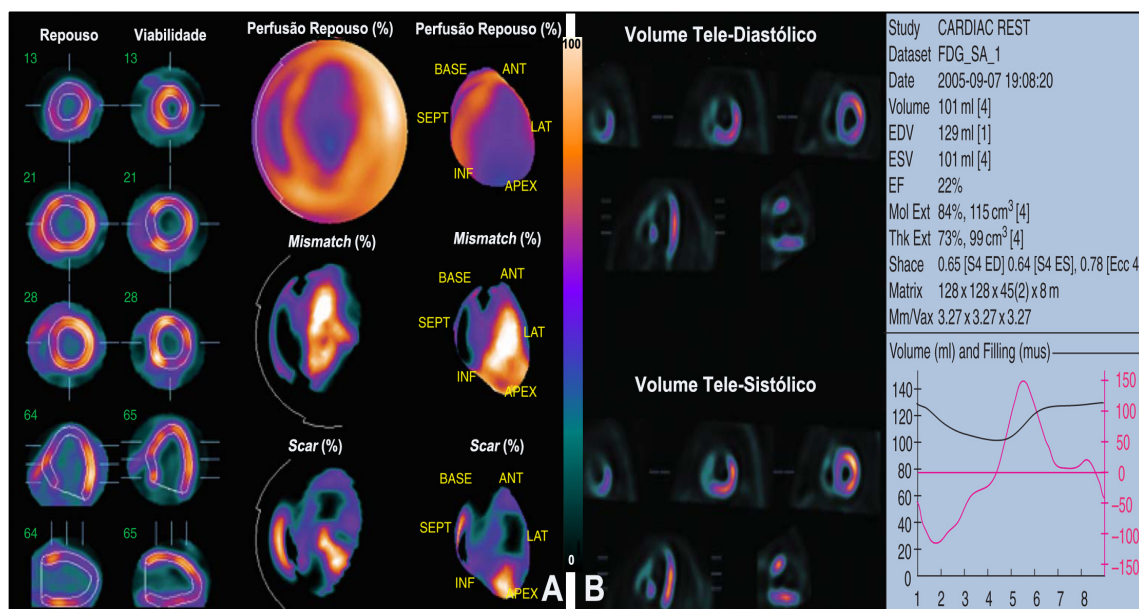 Repouso
Viabilidade
Perfusão Repouso (%)
Perfusão Repouso (%)
13
13
BASE
ANT
SEPT
LAT
INF
APEX
21
21
Mismatch (%)
Mismatch (%)
BASE
ANT
SEPT
LAT
INF
APEX
28
28
64
65
Scar (%)
Scar (%)
BASE
ANT
SEPT
LAT
INF
APEX
64
65
A
100
0
B
Volume Tele-Diastólico
Volume Tele-Sistólico
Study CARDIAC REST
Dataset FDG_SA_1
Date 2005-09-07 19:08:20
Volume 101 ml [4]
EDV 129 ml [1]
ESV 101 ml [4]
EF 22%
Mol Ext 84%, 115 cm³ [4]
Thk Ext 73%, 99 cm³ [4]
Shace 0.65 [S4 ED] 0.64 [S4 ES], 0.78 [Ecc 4
Matrix 128 x 128 x 45(2) x 8 m
Mm/Vax 3.27 x 3.27 x 3.27
Volume (ml) and Filling (mus)
140
120
100
80
60
40
20
0
150
100
50
0
−50
−100
−150
1 2 3 4 5 6 7 8